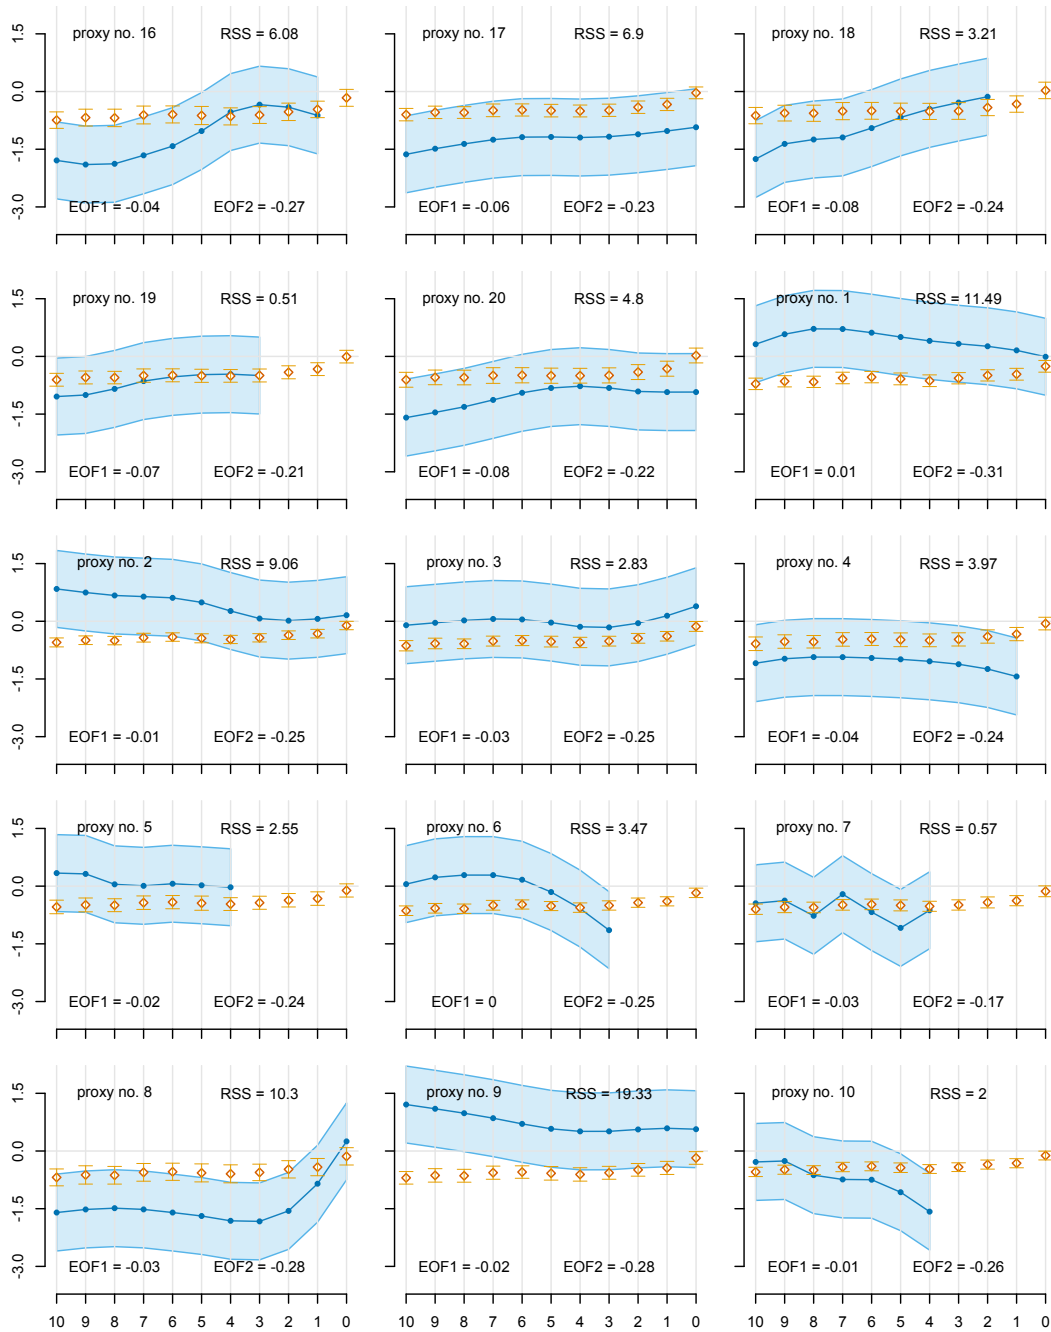 proxy no. 16 RSS = 6.08 proxy no. 17 RSS = 6.9 proxy no. 18 RSS = 3.21
1.5
0.0
-1.5
-3.0
EOF1 = -0.04 EOF2 = -0.27 EOF1 = -0.06 EOF2 = -0.23 EOF1 = -0.08 EOF2 = -0.24
proxy no. 19 RSS = 0.51 proxy no. 20 RSS = 4.8 proxy no. 1 RSS = 11.49
1.5
0.0
-1.5
-3.0
EOF1 = -0.07 EOF2 = -0.21 EOF1 = -0.08 EOF2 = -0.22 EOF1 = 0.01 EOF2 = -0.31
proxy no. 2 RSS = 9.06 proxy no. 3 RSS = 2.83 proxy no. 4 RSS = 3.97
1.5
0.0
-1.5
-3.0
EOF1 = -0.01 EOF2 = -0.25 EOF1 = -0.03 EOF2 = -0.25 EOF1 = -0.04 EOF2 = -0.24
proxy no. 5 RSS = 2.55 proxy no. 6 RSS = 3.47 proxy no. 7 RSS = 0.57
1.5
0.0
-1.5
-3.0
EOF1 = -0.02 EOF2 = -0.24 EOF1 = 0 EOF2 = -0.25 EOF1 = -0.03 EOF2 = -0.17
proxy no. 8 RSS = 10.3 proxy no. 9 RSS = 19.33 proxy no. 10 RSS = 2
1.5
0.0
-1.5
-3.0
EOF1 = -0.03 EOF2 = -0.28 EOF1 = -0.02 EOF2 = -0.28 EOF1 = -0.01 EOF2 = -0.26
10 9 8 7 6 5 4 3 2 1 0 10 9 8 7 6 5 4 3 2 1 0 10 9 8 7 6 5 4 3 2 1 0